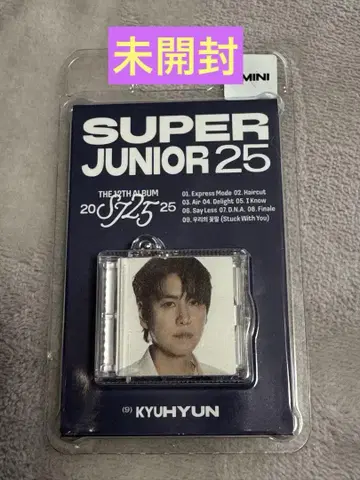 未開封
MINI
SUPER
JUNIOR 25
THE 12TH ALBUM
20 SJ25 25
01. Express Mode 02. Haircut
03. Air 04. Delight 05. I Know
06. Say Less 07. D.N.A. 08. Finale
09. 우리의 꽃말 (Stuck With You)
(9) KYUHYUN